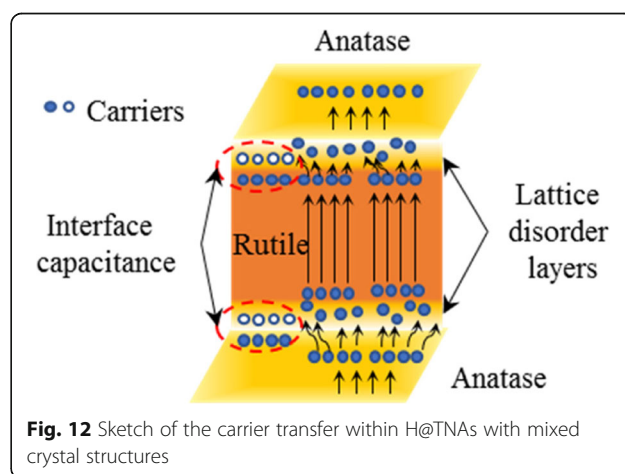 Anatase
Carriers
Interface
capacitance
Rutile
Lattice
disorder
layers
Anatase
Fig. 12 Sketch of the carrier transfer within H@TNAs with mixed
crystal structures